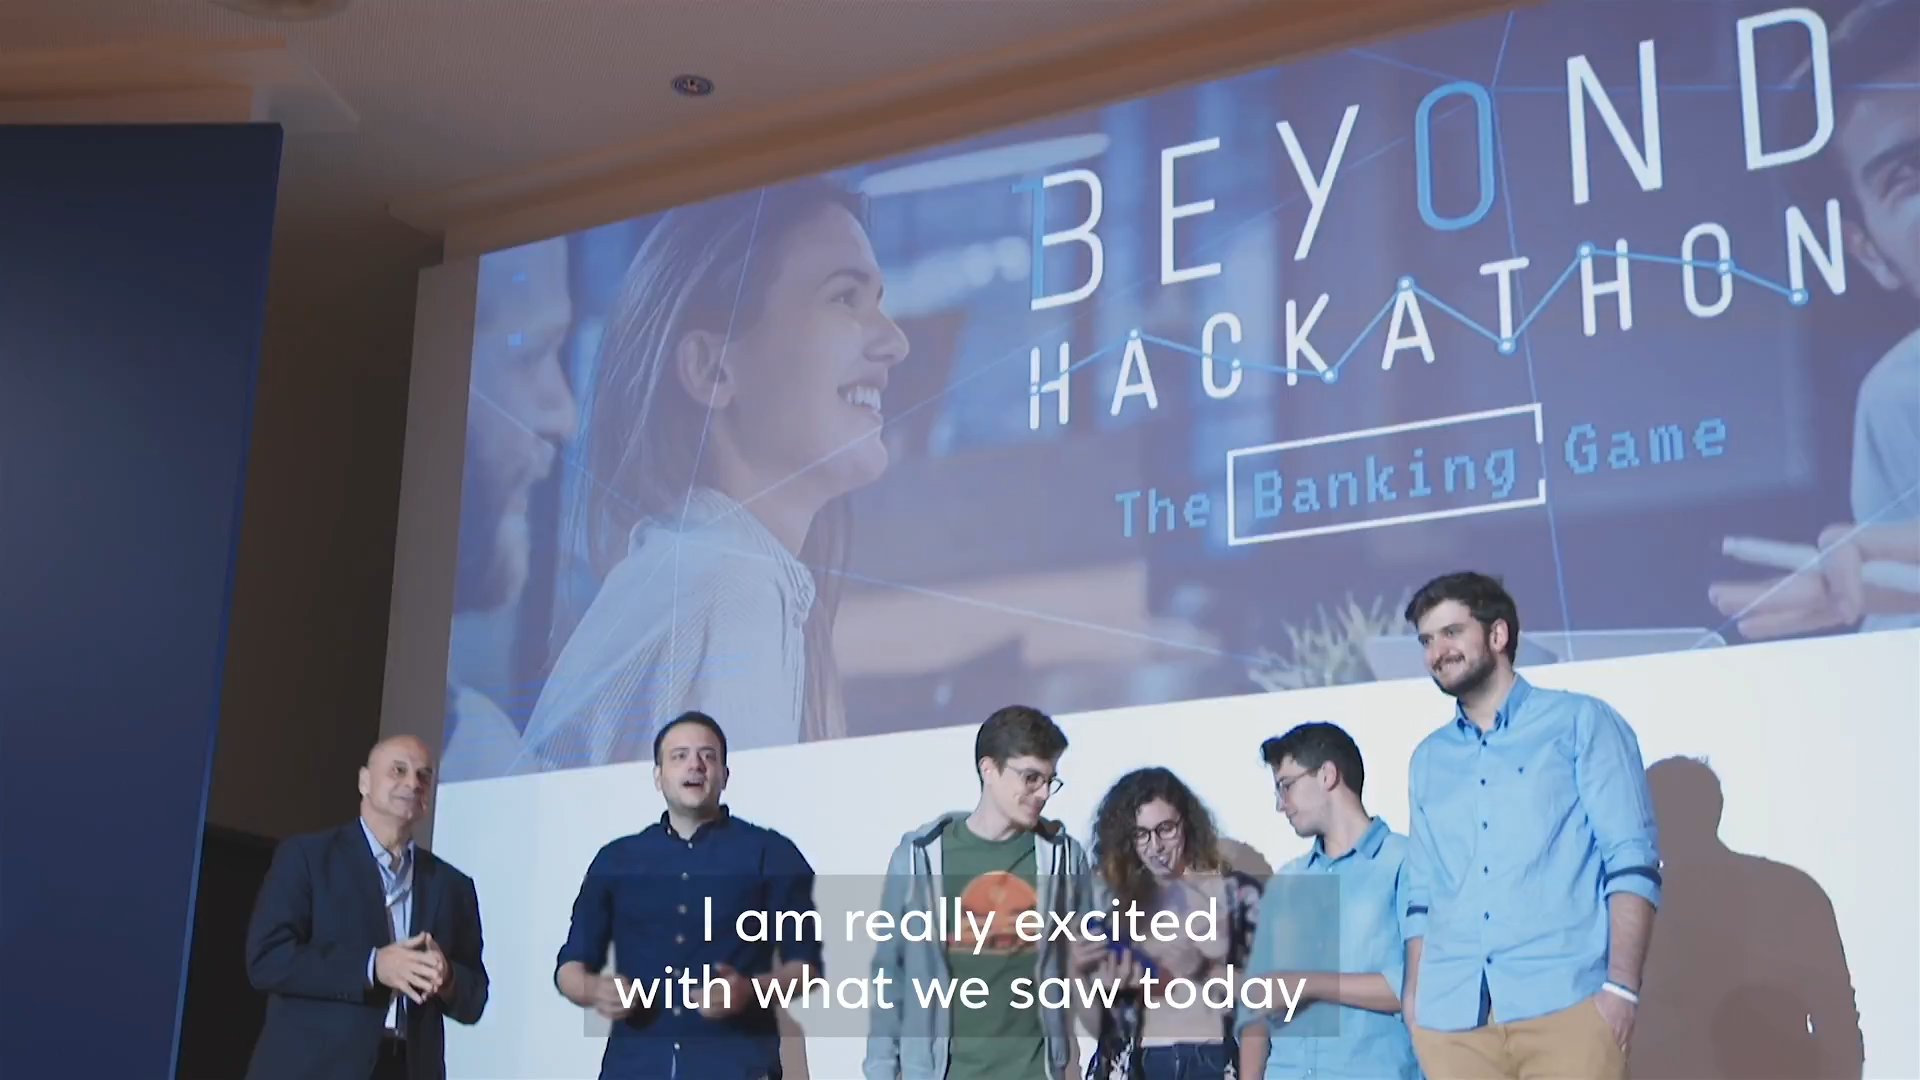 BEYOND
HACKATHON
The Banking Game
I am really excited
with what we saw today